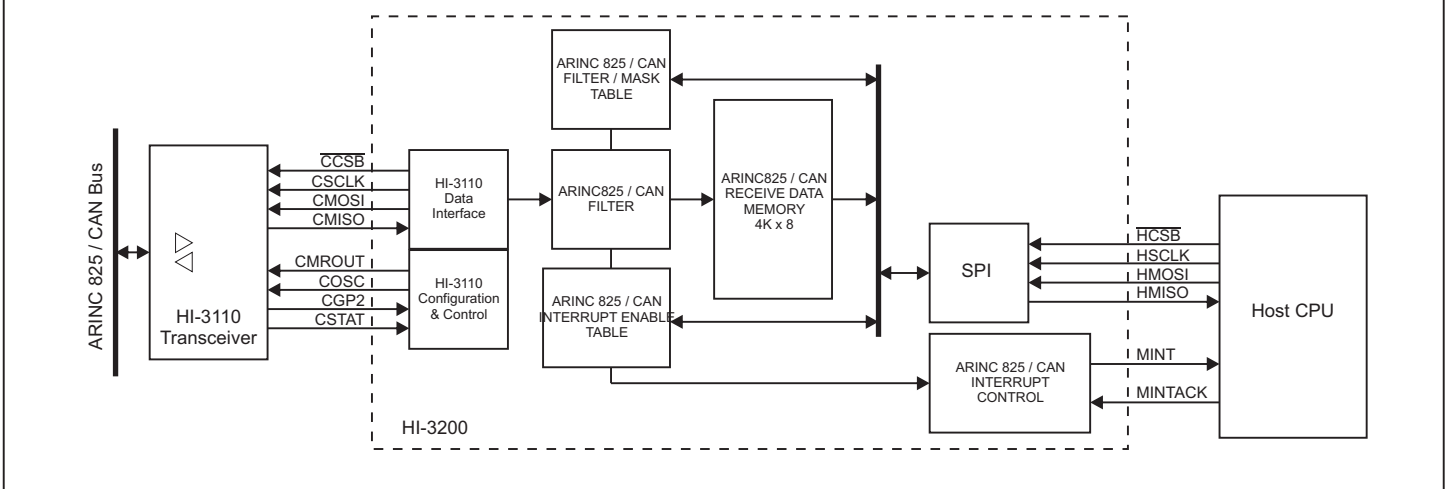 ARINC 825 / CAN Bus
HI-3110
Transceiver
CCSB
CSCLK
CMOSI
CMISO
CMROUT
COSC
CGP2
CSTAT
HI-3110
Data
Interface
HI-3110
Configuration
& Control
ARINC 825 / CAN
FILTER / MASK
TABLE
ARINC825 / CAN
FILTER
ARINC 825 / CAN
INTERRUPT ENABLE
TABLE
ARINC825 / CAN
RECEIVE DATA
MEMORY
4K x 8
SPI
ARINC 825 / CAN
INTERRUPT
CONTROL
HCSB
HSCLK
HMOSI
HMISO
MINT
MINTACK
Host CPU
HI-3200